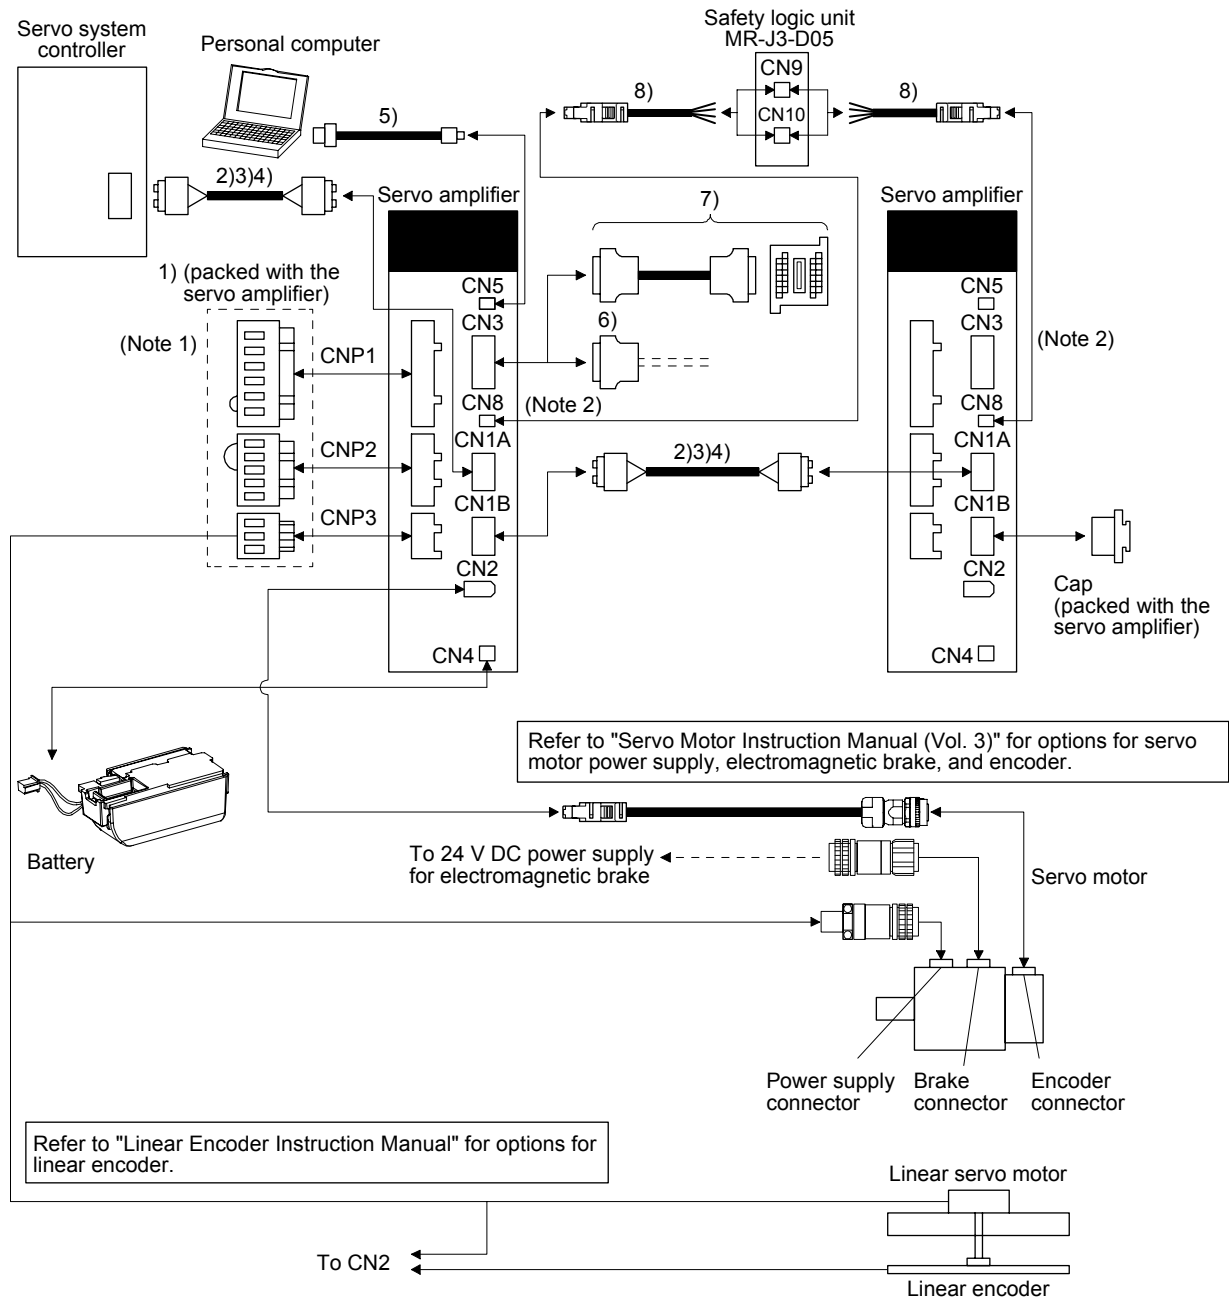 Safety logic unit
MR-J3-D05
Servo system
controller
Personal computer
CN9
CN10
8)
8)
5)
2)3)4)
Servo amplifier
7)
Servo amplifier
1) (packed with the
servo amplifier)
CN5
CN5
(Note 1)
CNP1
CN3
6)
CN3
(Note 2)
CN8
(Note 2)
CN8
CNP2
CN1A
2)3)4)
CN1A
CNP3
CN1B
CN1B
CN2
CN2
Cap
(packed with the
servo amplifier)
CN4
CN4
Refer to "Servo Motor Instruction Manual (Vol. 3)" for options for servo
motor power supply, electromagnetic brake, and encoder.
Battery
To 24 V DC power supply
for electromagnetic brake
Servo motor
Power supply
connector
Brake
connector
Encoder
connector
Refer to "Linear Encoder Instruction Manual" for options for
linear encoder.
Linear servo motor
To CN2
Linear encoder